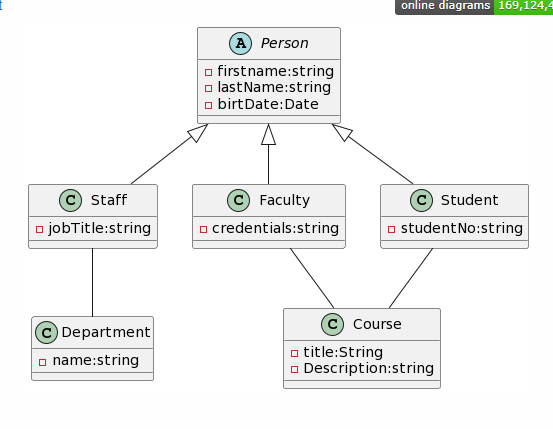 online diagrams 169,124,4
A Person
firstname:string
lastName:string
birtDate:Date
C Staff
jobTitle:string
C Faculty
credentials:string
C Student
studentNo:string
C Department
name:string
C Course
title:String
Description:string